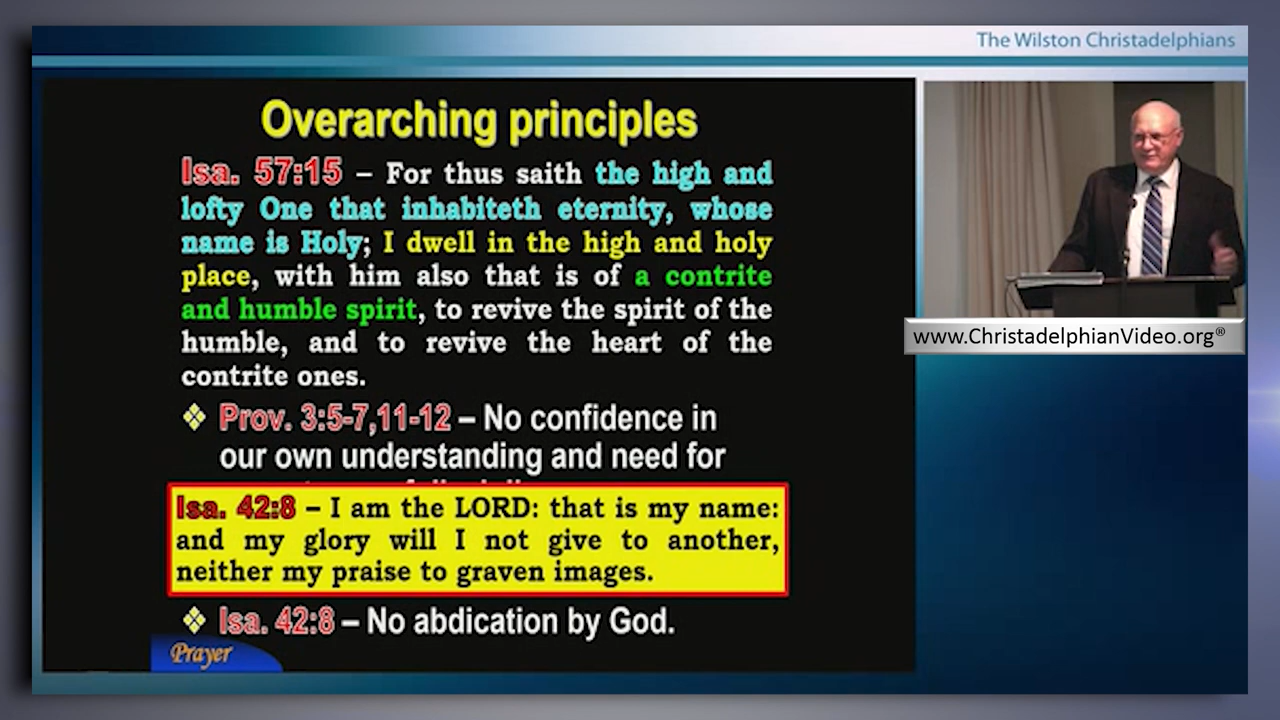 The Wilston Christadelphians
Overarching principles
Isa. 57:15 – For thus saith the high and
lofty One that inhabiteth eternity, whose
name is Holy; I dwell in the high and holy
place, with him also that is of a contrite
and humble spirit, to revive the spirit of the
humble, and to revive the heart of the
contrite ones.
❖ Prov. 3:5-7,11-12 – No confidence in
our own understanding and need for
Isa. 42:8 – I am the LORD: that is my name:
and my glory will I not give to another,
neither my praise to graven images.
❖ Isa. 42:8 – No abdication by God.
Prayer
www.ChristadelphianVideo.org®